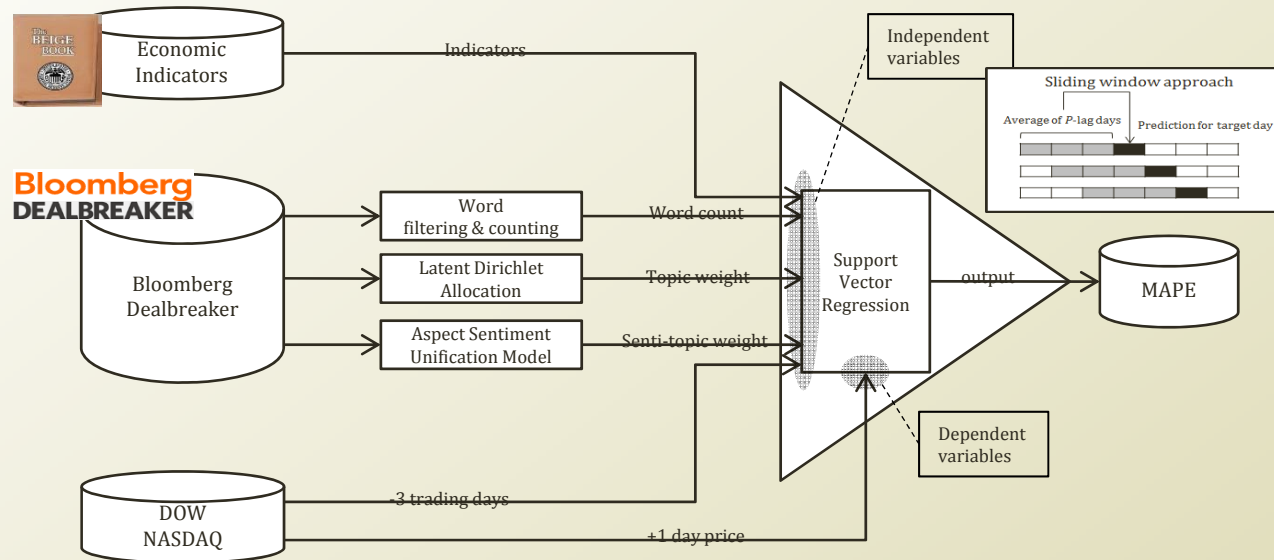 The
BEIGE
BOOK
Economic
Indicators
Indicators
Independent
variables
Sliding window approach
Average of P-lag days
Prediction for target day
Bloomberg
DEALBREAKER
Bloomberg
Dealbreaker
Word
filtering & counting
Word count
Latent Dirichlet
Allocation
Topic weight
Aspect Sentiment
Unification Model
Senti-topic weight
Support
Vector
Regression
output
MAPE
Dependent
variables
DOW
NASDAQ
-3 trading days
+1 day price